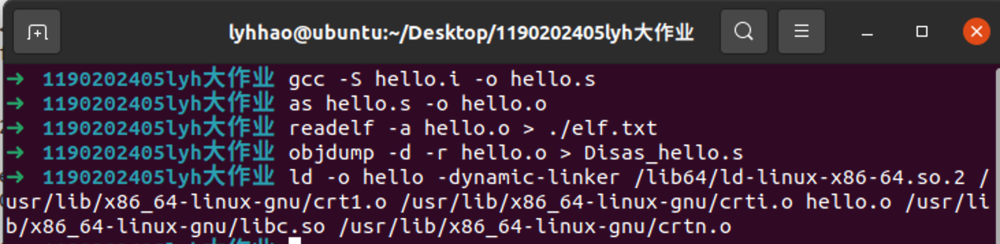 lyhhao@ubuntu:~/Desktop/1190202405lyh大作业
→ 1190202405lyh大作业 gcc -S hello.i -o hello.s
→ 1190202405lyh大作业 as hello.s -o hello.o
→ 1190202405lyh大作业 readelf -a hello.o > ./elf.txt
→ 1190202405lyh大作业 objdump -d -r hello.o > Disas_hello.s
→ 1190202405lyh大作业 ld -o hello -dynamic-linker /lib64/ld-linux-x86-64.so.2 /
usr/lib/x86_64-linux-gnu/crt1.o /usr/lib/x86_64-linux-gnu/crti.o hello.o /usr/li
b/x86_64-linux-gnu/libc.so /usr/lib/x86_64-linux-gnu/crtn.o